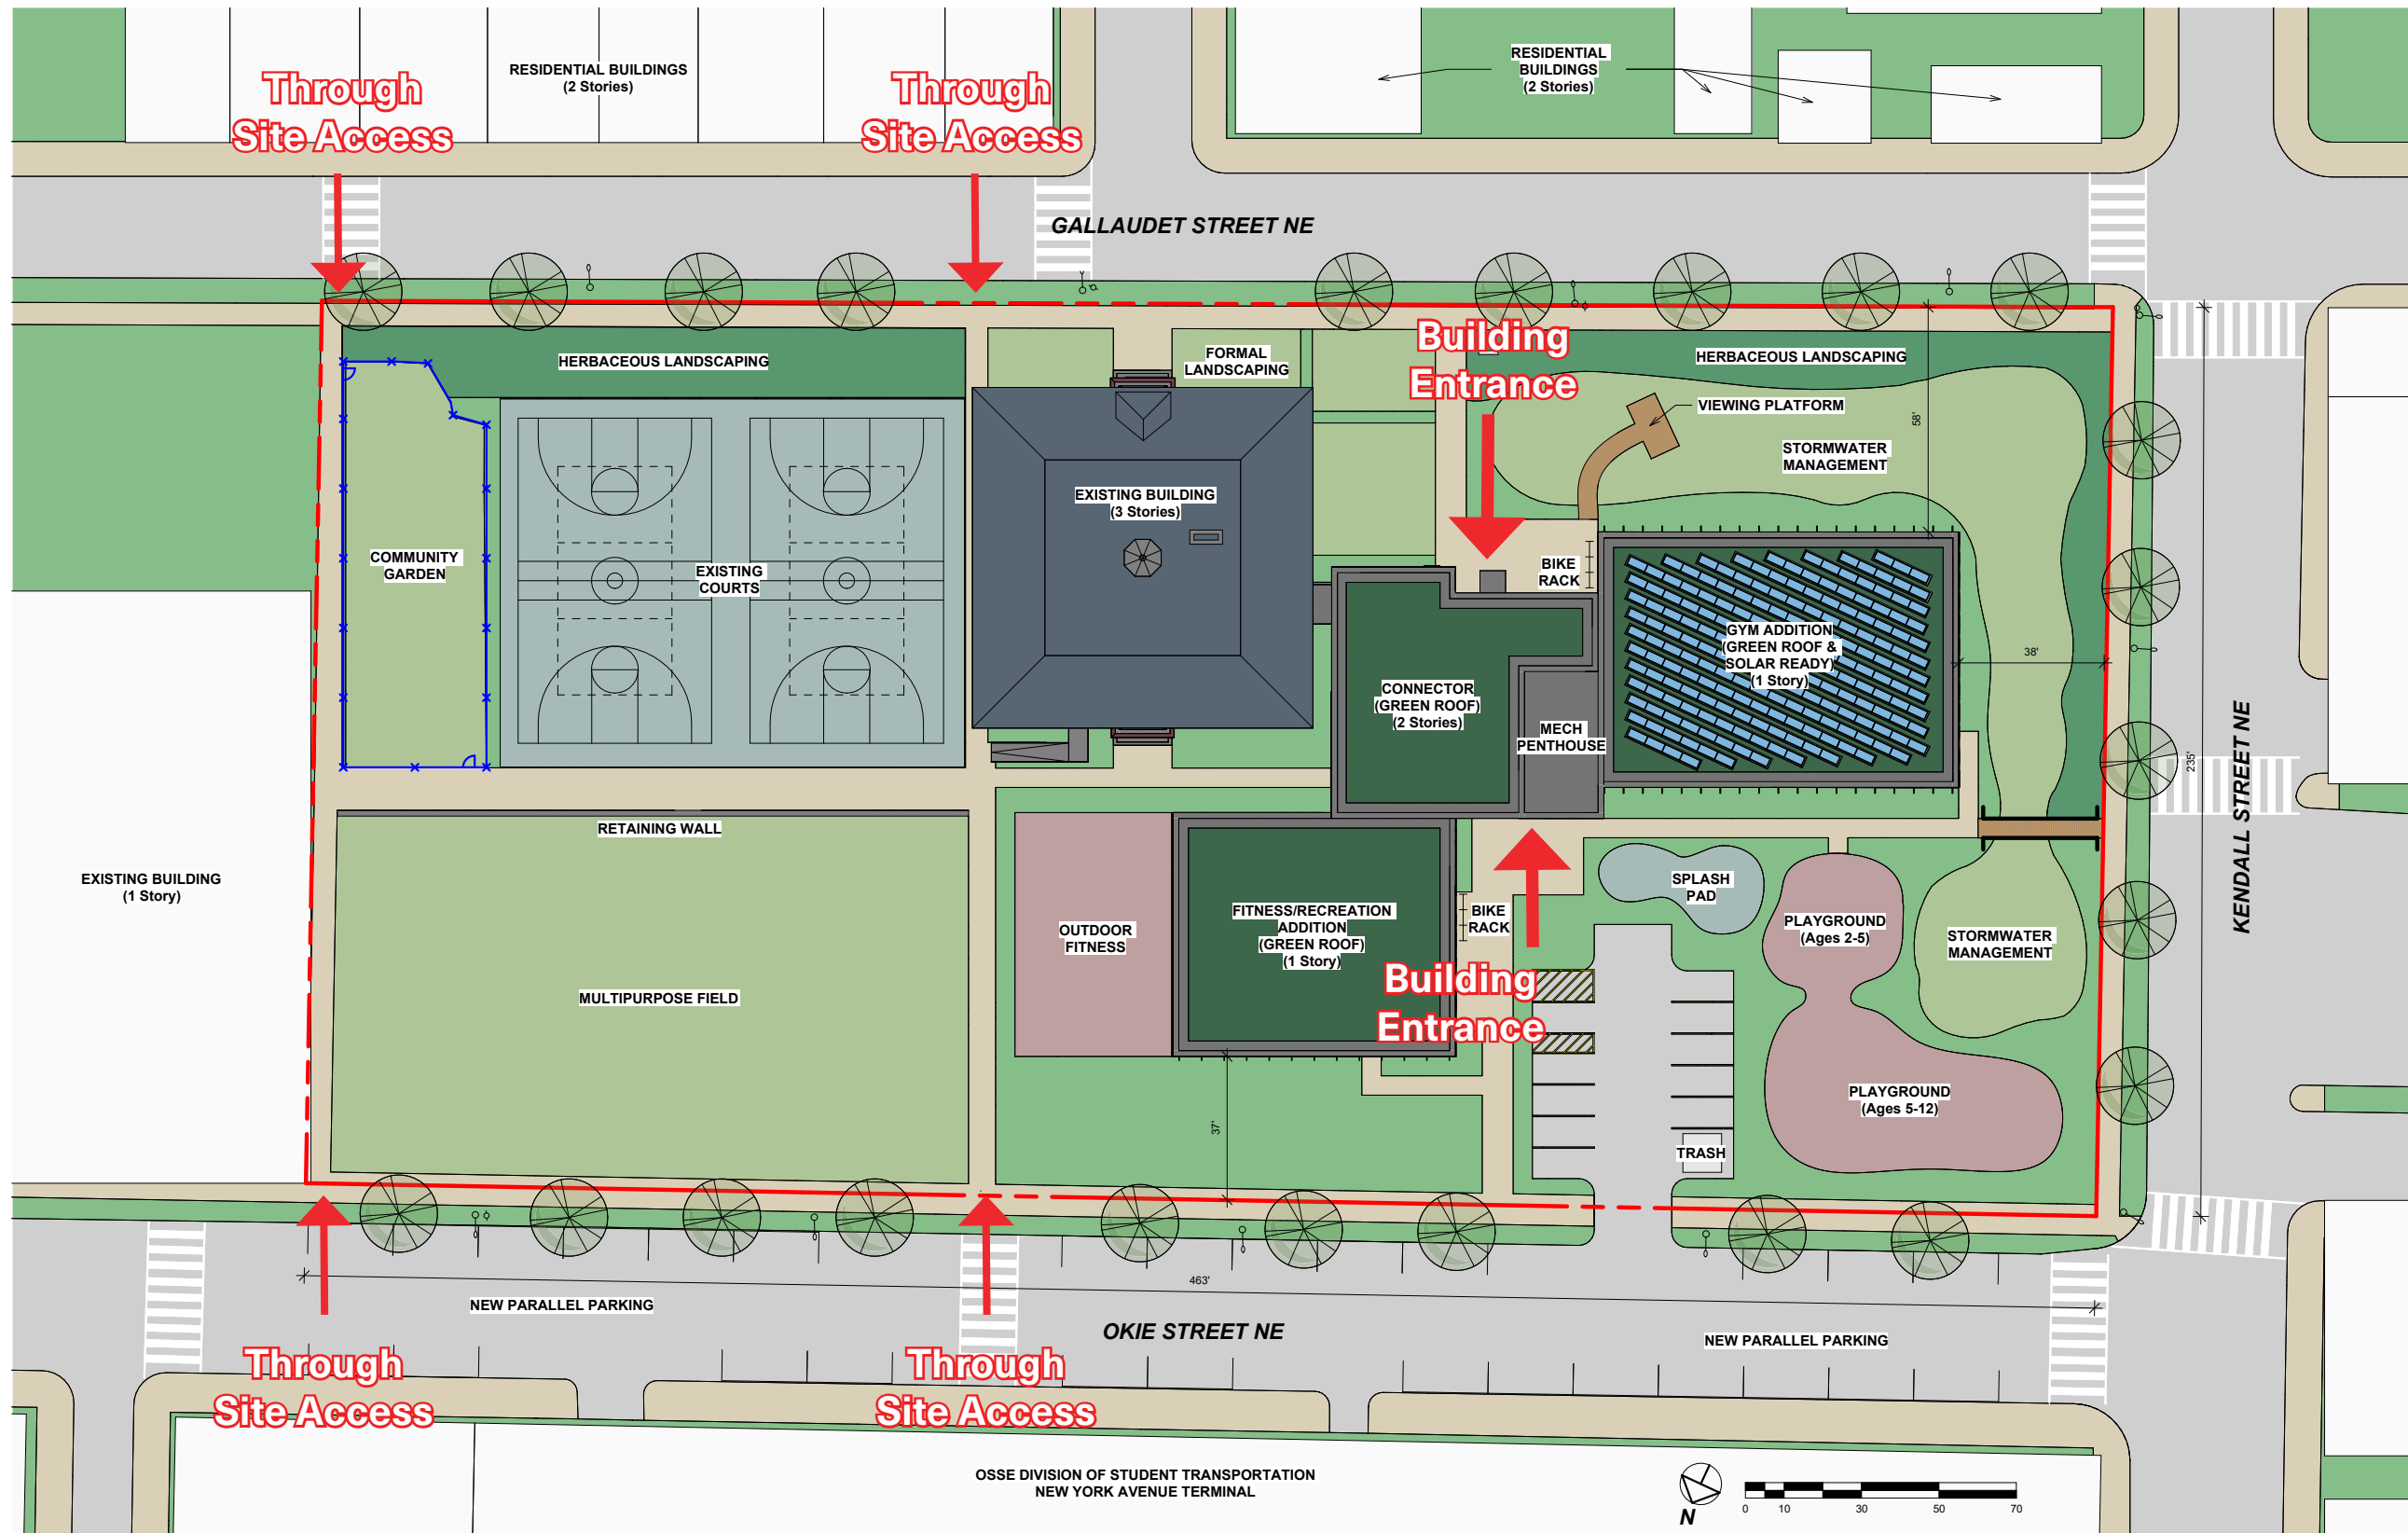 RESIDENTIAL BUILDINGS
(2 Stories)
RESIDENTIAL
BUILDINGS
(2 Stories)
Through
Site Access
Through
Site Access
GALLAUDET STREET NE
HERBACEOUS LANDSCAPING
FORMAL
LANDSCAPING
Building
Entrance
HERBACEOUS LANDSCAPING
VIEWING PLATFORM
58'
STORMWATER
MANAGEMENT
EXISTING BUILDING
(3 Stories)
COMMUNITY
GARDEN
EXISTING
COURTS
BIKE
RACK
GYM ADDITION
(GREEN ROOF &
SOLAR READY)
(1 Story)
38'
CONNECTOR
(GREEN ROOF)
(2 Stories)
MECH
PENTHOUSE
235'
KENDALL STREET NE
RETAINING WALL
EXISTING BUILDING
(1 Story)
SPLASH
PAD
OUTDOOR
FITNESS
FITNESS/RECREATION
ADDITION
(GREEN ROOF)
(1 Story)
BIKE
RACK
PLAYGROUND
(Ages 2-5)
STORMWATER
MANAGEMENT
Building
Entrance
MULTIPURPOSE FIELD
PLAYGROUND
(Ages 5-12)
37'
TRASH
463'
NEW PARALLEL PARKING
OKIE STREET NE
NEW PARALLEL PARKING
Through
Site Access
Through
Site Access
OSSE DIVISION OF STUDENT TRANSPORTATION
NEW YORK AVENUE TERMINAL
N
0 10 30 50 70